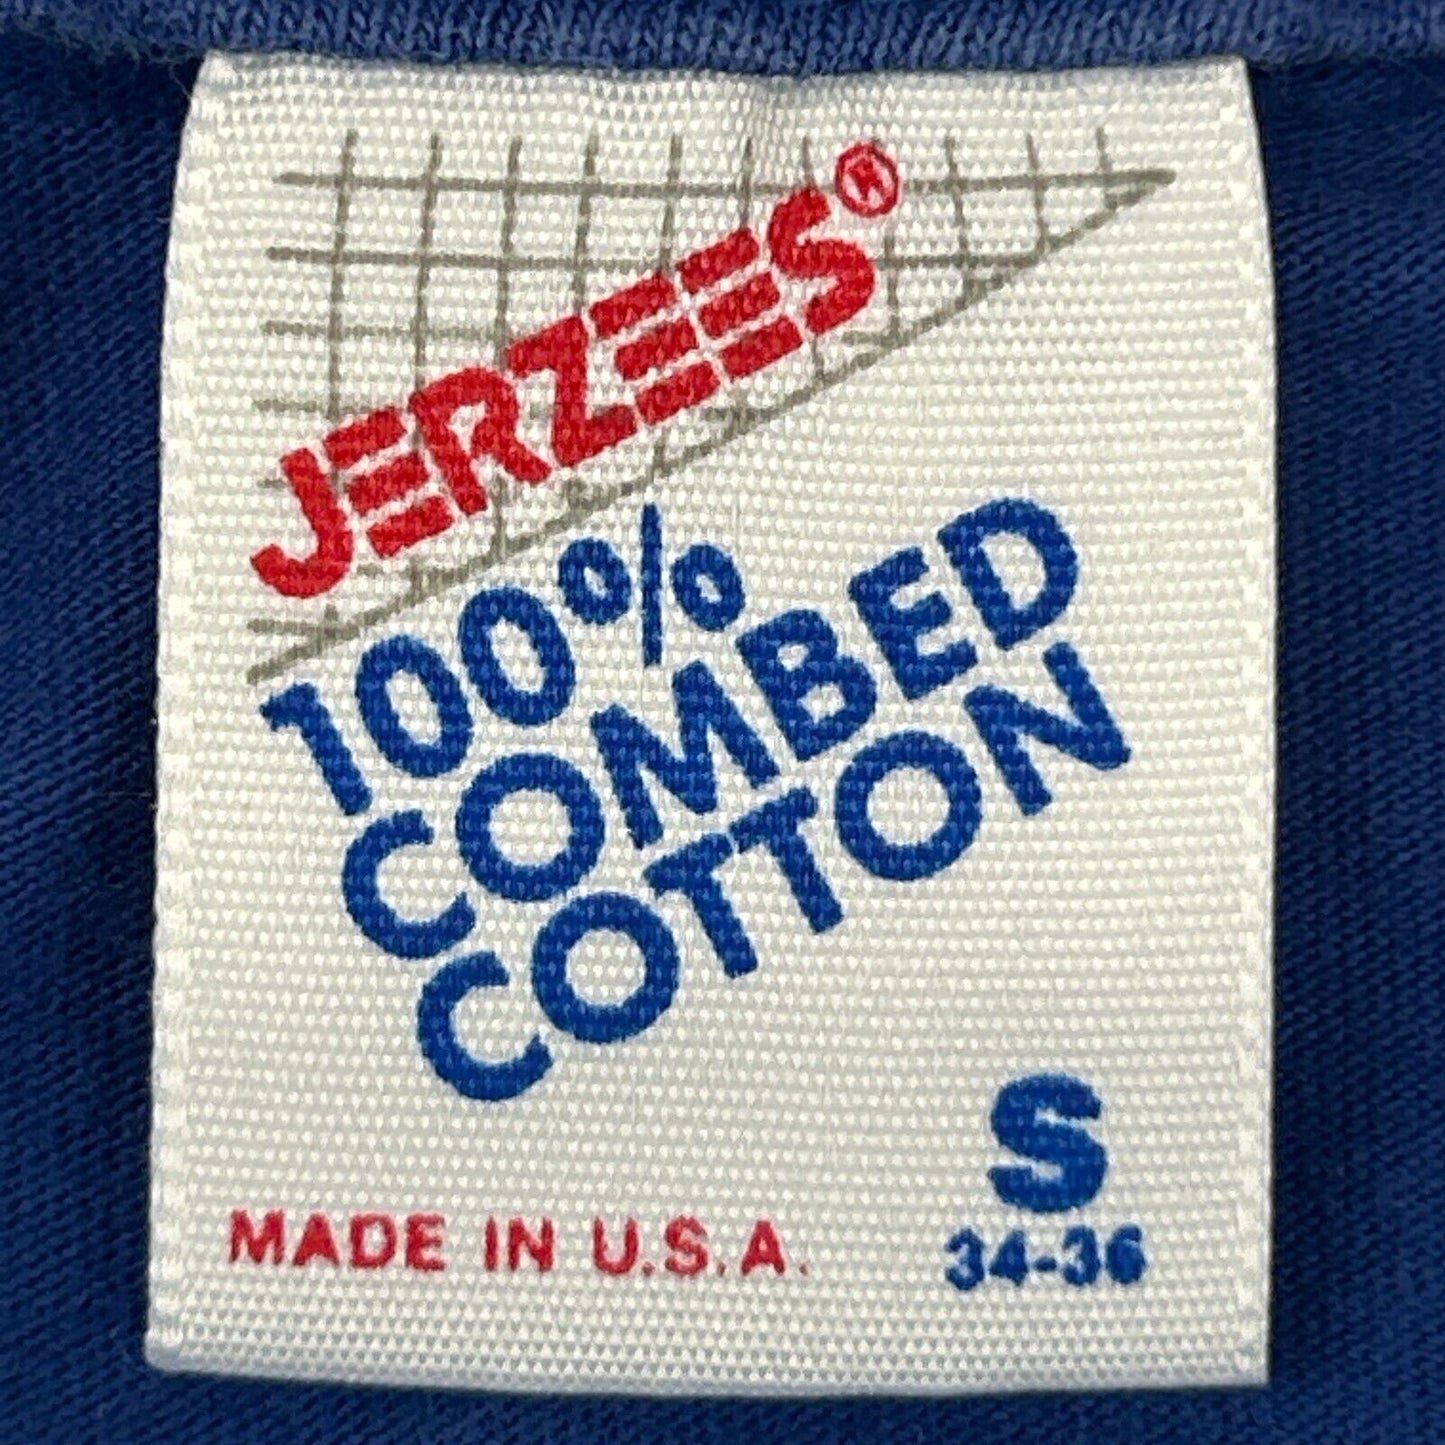 JERZEES®
100%
COMBED
COTTON
S
34-36
MADE IN U.S.A.